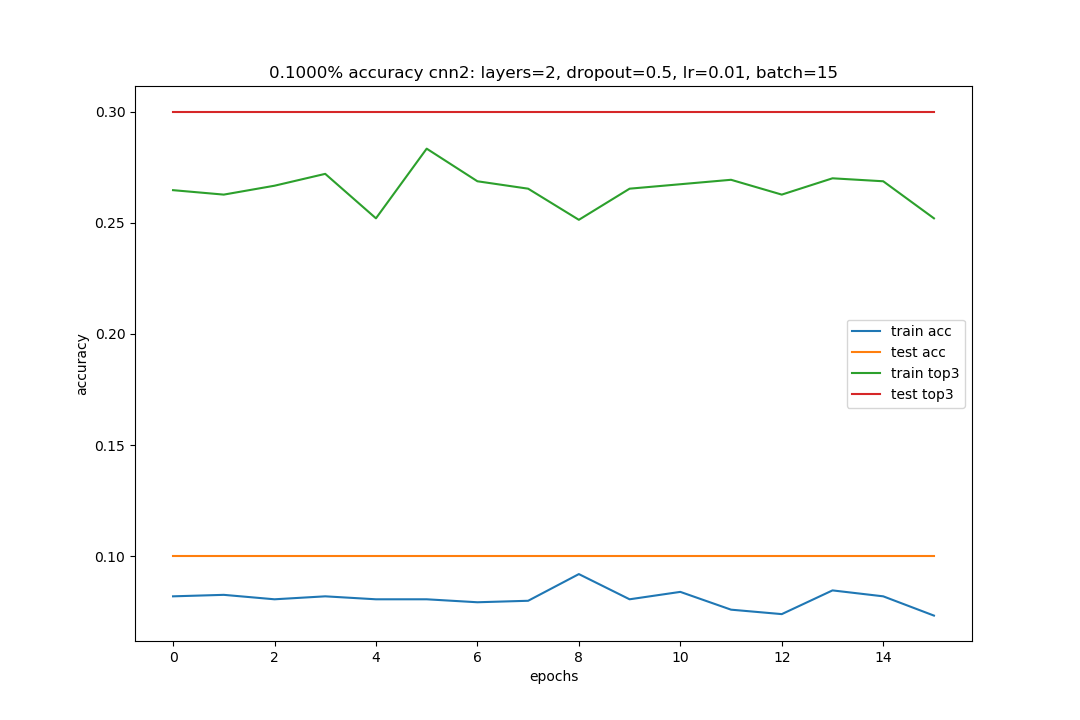 0.1000% accuracy cnn2: layers=2, dropout=0.5, lr=0.01, batch=15
0.30
0.25
0.20
0.15
0.10
accuracy
train acc
test acc
train top3
test top3
0 2 4 6 8 10 12 14
epochs